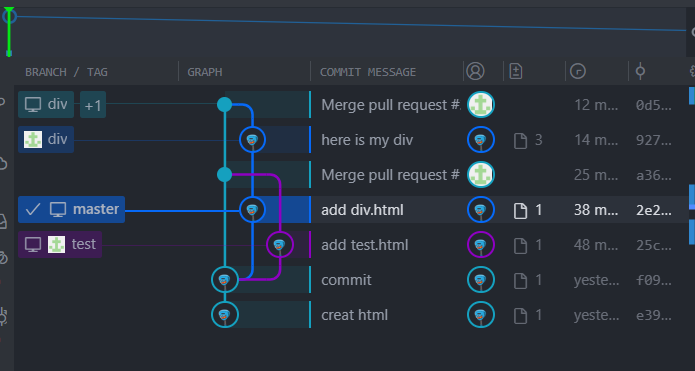 BRANCH / TAG GRAPH COMMIT MESSAGE
div +1 Merge pull request # 12 m... 0d5...
div here is my div 3 14 m... 927...
Merge pull request # 25 m... a36...
master add div.html 1 38 m... 2e2...
test add test.html 1 48 m... 25c...
commit 1 yeste... f09...
creat html 1 yeste... e39...